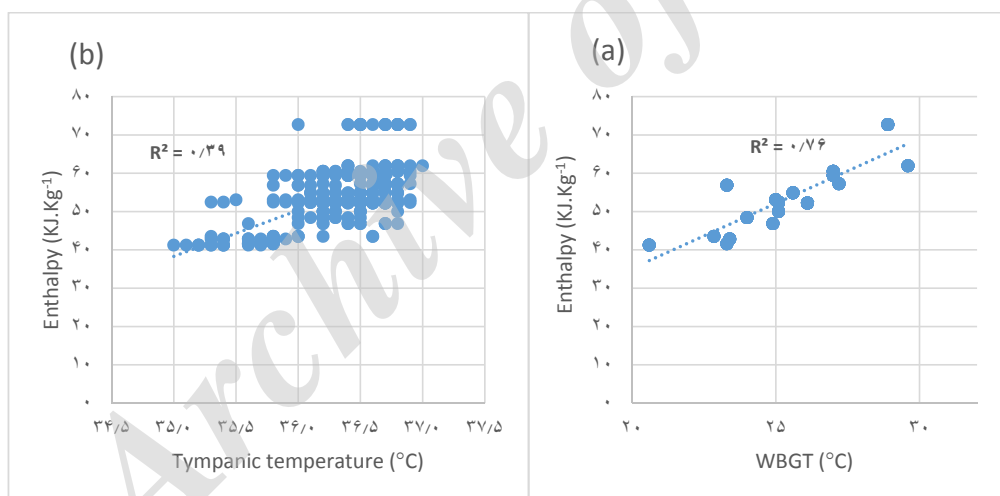 (b)
Enthalpy (KJ.Kg-1)
۸۰
۷۰
۶۰
۵۰
۴۰
۳۰
۲۰
۱۰
۰
R² = ۰٫۳۹
۳۴٫۵ ۳۵٫۰ ۳۵٫۵ ۳۶٫۰ ۳۶٫۵ ۳۷٫۰ ۳۷٫۵
Tympanic temperature (°C)
(a)
Enthalpy (KJ.Kg-1)
۸۰
۷۰
۶۰
۵۰
۴۰
۳۰
۲۰
۱۰
۰
R² = ۰٫۷۶
۲۰ ۲۵ ۳۰
WBGT (°C)
Archive of